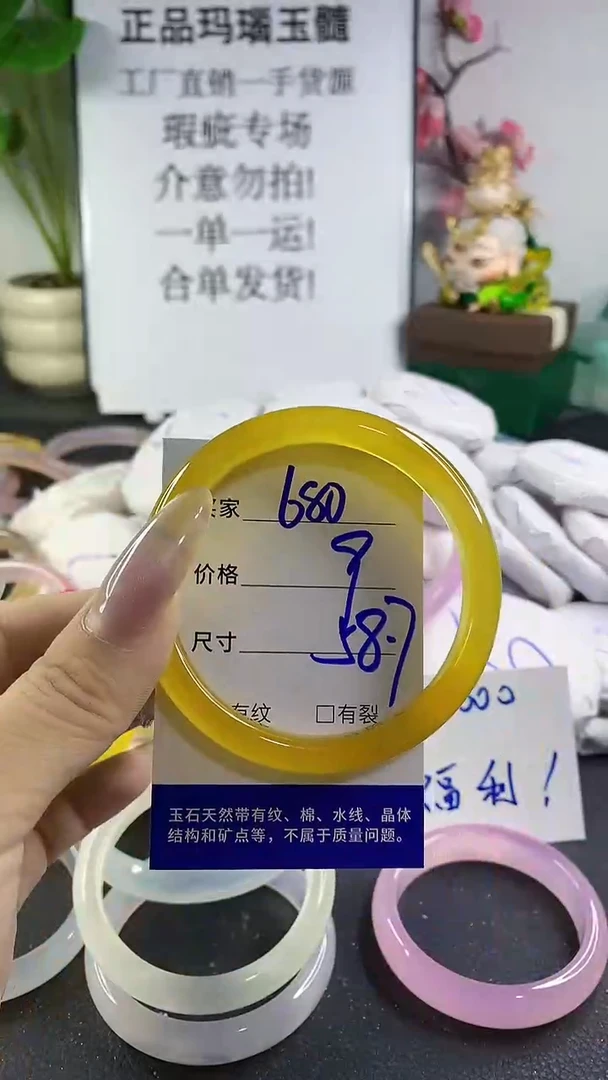 正品玛瑙玉髓
工厂直销一手货源
瑕疵专场
介意勿拍!
一单一运!
合单发货!
买家 680
价格 9
尺寸 58.7
有纹 □有裂
玉石天然带有纹、棉、水线、晶体
结构和矿点等，不属于质量问题。
福利!